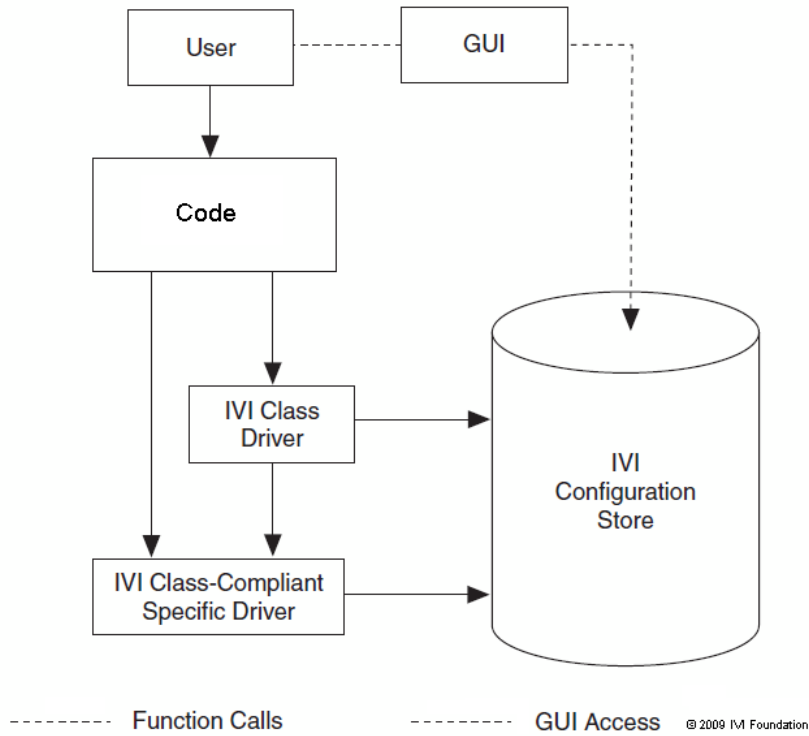 User
GUI
Code
IVI Class
Driver
IVI
Configuration
Store
IVI Class-Compliant
Specific Driver
Function Calls
GUI Access
© 2009 IVI Foundation